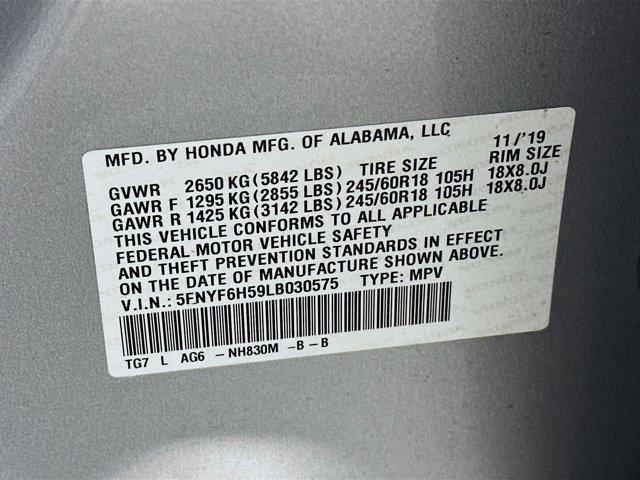 MFD. BY HONDA MFG. OF ALABAMA, LLC 11/'19
GVWR 2650 KG(5842 LBS) TIRE SIZE RIM SIZE
GAWR F 1295 KG(2855 LBS)245/60R18 105H 18X8.0J
GAWR R 1425 KG(3142 LBS)245/60R18 105H 18X8.0J
THIS VEHICLE CONFORMS TO ALL APPLICABLE
FEDERAL MOTOR VEHICLE SAFETY
AND THEFT PREVENTION STANDARDS IN EFFECT
ON THE DATE OF MANUFACTURE SHOWN ABOVE.
V.I.N.: 5FNYF6H59LB030575 TYPE: MPV
TG7 L AG6 - NH830M -B - B